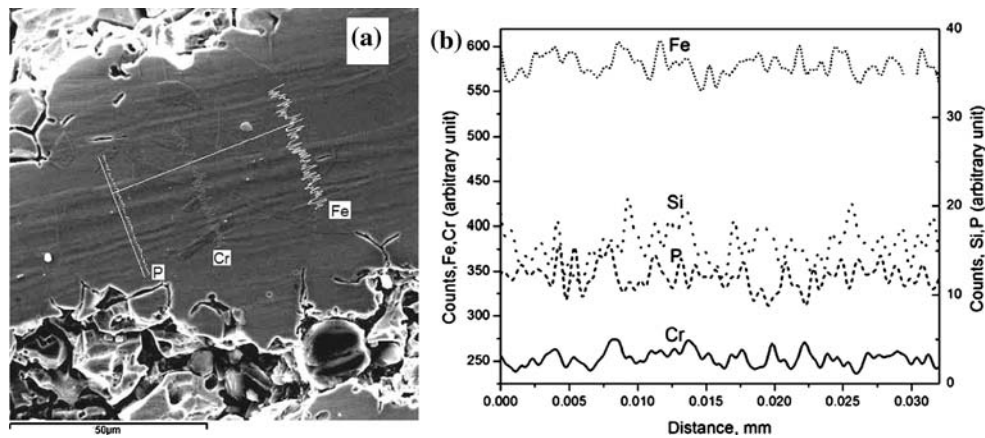 (a)
Fe
Cr
P
50µm
(b)
Counts,Fe,Cr (arbitrary unit)
600
550
500
450
400
350
300
250
Fe
Si
P
Cr
40
30
20
10
0
Counts, Si,P (arbitrary unit)
0.000 0.005 0.010 0.015 0.020 0.025 0.030
Distance, mm